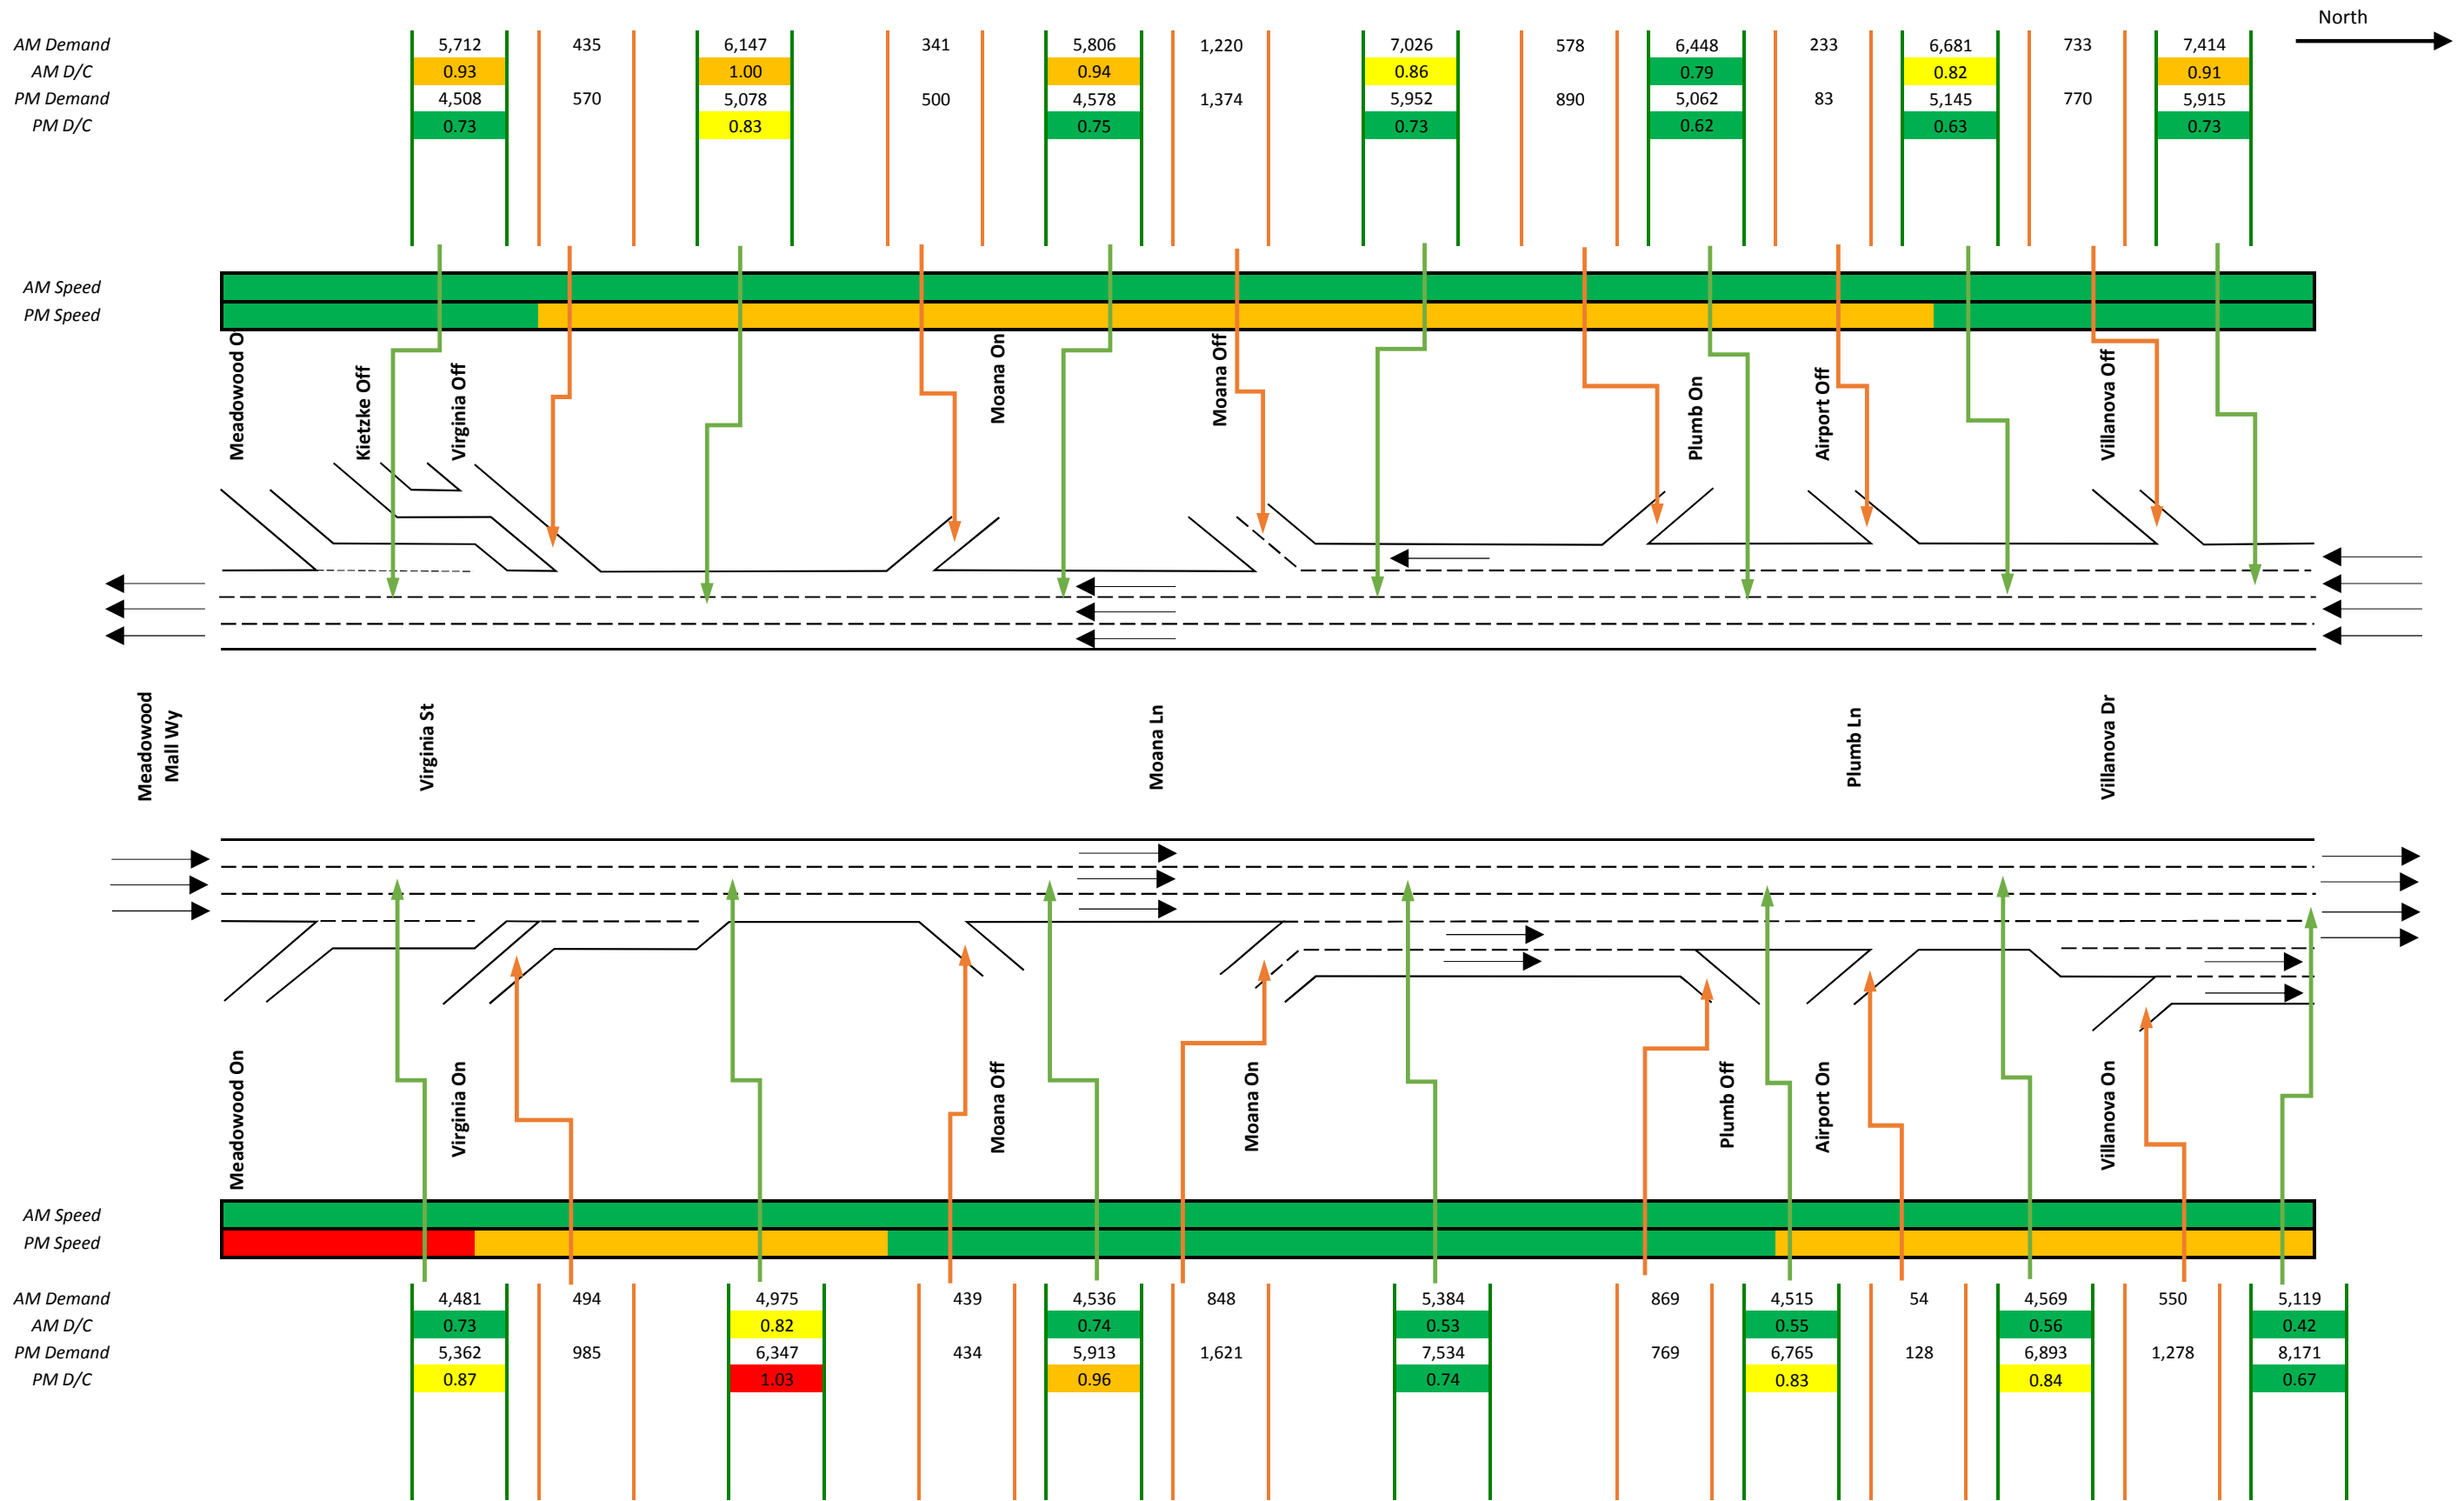 North
AM Demand 5,712 435 6,147 341 5,806 1,220 7,026 578 6,448 233 6,681 733 7,414
AM D/C 0.93 1.00 0.94 0.86 0.79 0.82 0.91
PM Demand 4,508 570 5,078 500 4,578 1,374 5,952 890 5,062 83 5,145 770 5,915
PM D/C 0.73 0.83 0.75 0.73 0.62 0.63 0.73
AM Speed
PM Speed
Meadowood O
Kietzke Off
Virginia Off
Moana On
Moana Off
Plumb On
Airport Off
Villanova Off
Meadowood
Mall Wy
Virginia St
Moana Ln
Plumb Ln
Villanova Dr
Meadowood On
Virginia On
Moana Off
Moana On
Plumb Off
Airport On
Villanova On
AM Speed
PM Speed
AM Demand 4,481 494 4,975 439 4,536 848 5,384 869 4,515 54 4,569 550 5,119
AM D/C 0.73 0.82 0.74 0.53 0.55 0.56 0.42
PM Demand 5,362 985 6,347 434 5,913 1,621 7,534 769 6,765 128 6,893 1,278 8,171
PM D/C 0.87 1.03 0.96 0.74 0.83 0.84 0.67